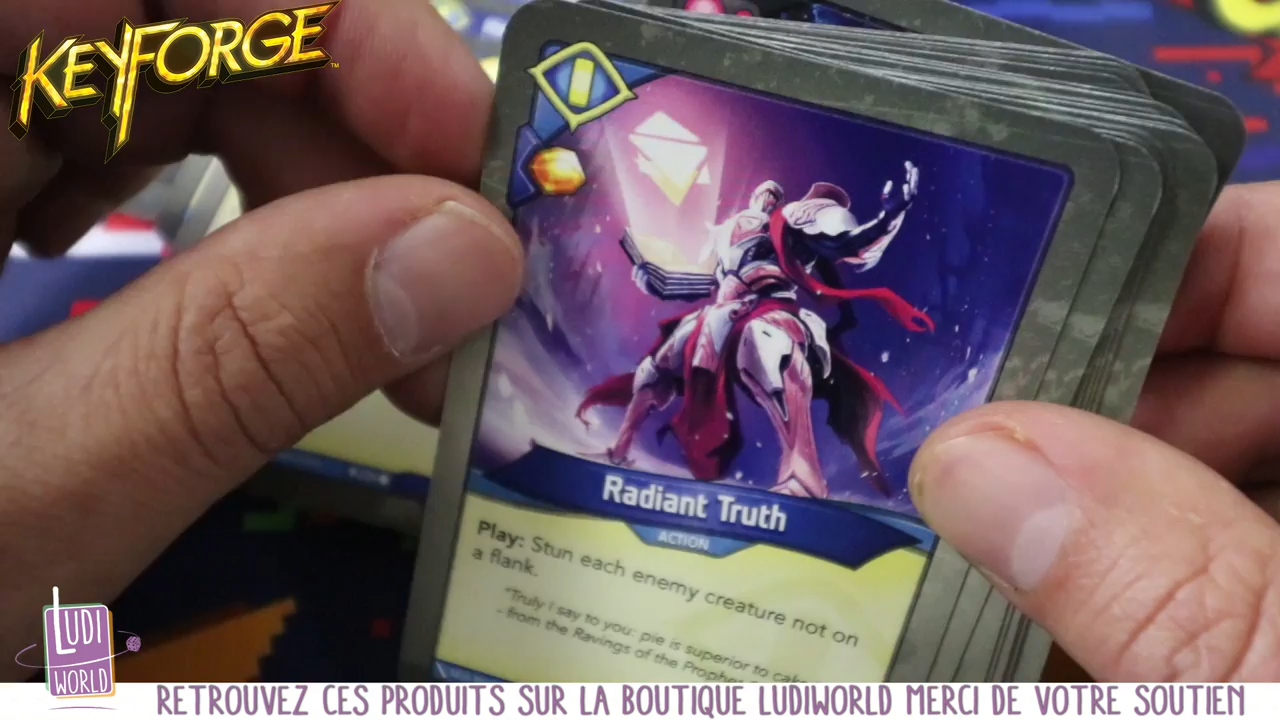 KEYFORGE
Radiant Truth
ACTION
Play: Stun each enemy creature not on
a flank.
"Truly I say to you: pie is superior to cake
- from the Ravings of the Prophet
LUDI
WORLD
RETROUVEZ CES PRODUITS SUR LA BOUTIQUE LUDIWORLD MERCI DE VOTRE SOUTIEN